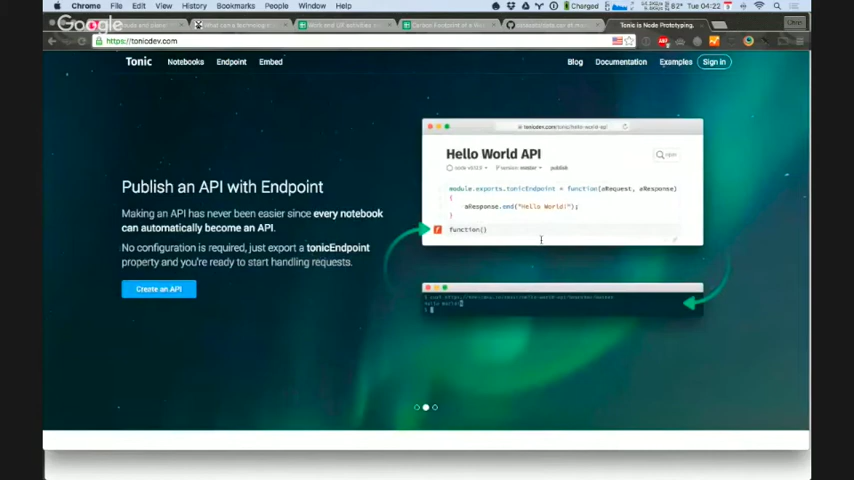 Chrome File Edit View History Bookmarks People Window Help Charged 82° Tue 04:22
Google
Tonic is Node Prototyping.
https://tonicdev.com
Tonic Notebooks Endpoint Embed Blog Documentation Examples Sign in
Publish an API with Endpoint
Making an API has never been easier since every notebook
can automatically become an API.
No configuration is required, just export a tonicEndpoint
property and you're ready to start handling requests.
Create an API
Hello World API
publish
module.exports.tonicEndpoint = function(aRequest, aResponse)
{
aResponse.end("Hello World!");
}
function()